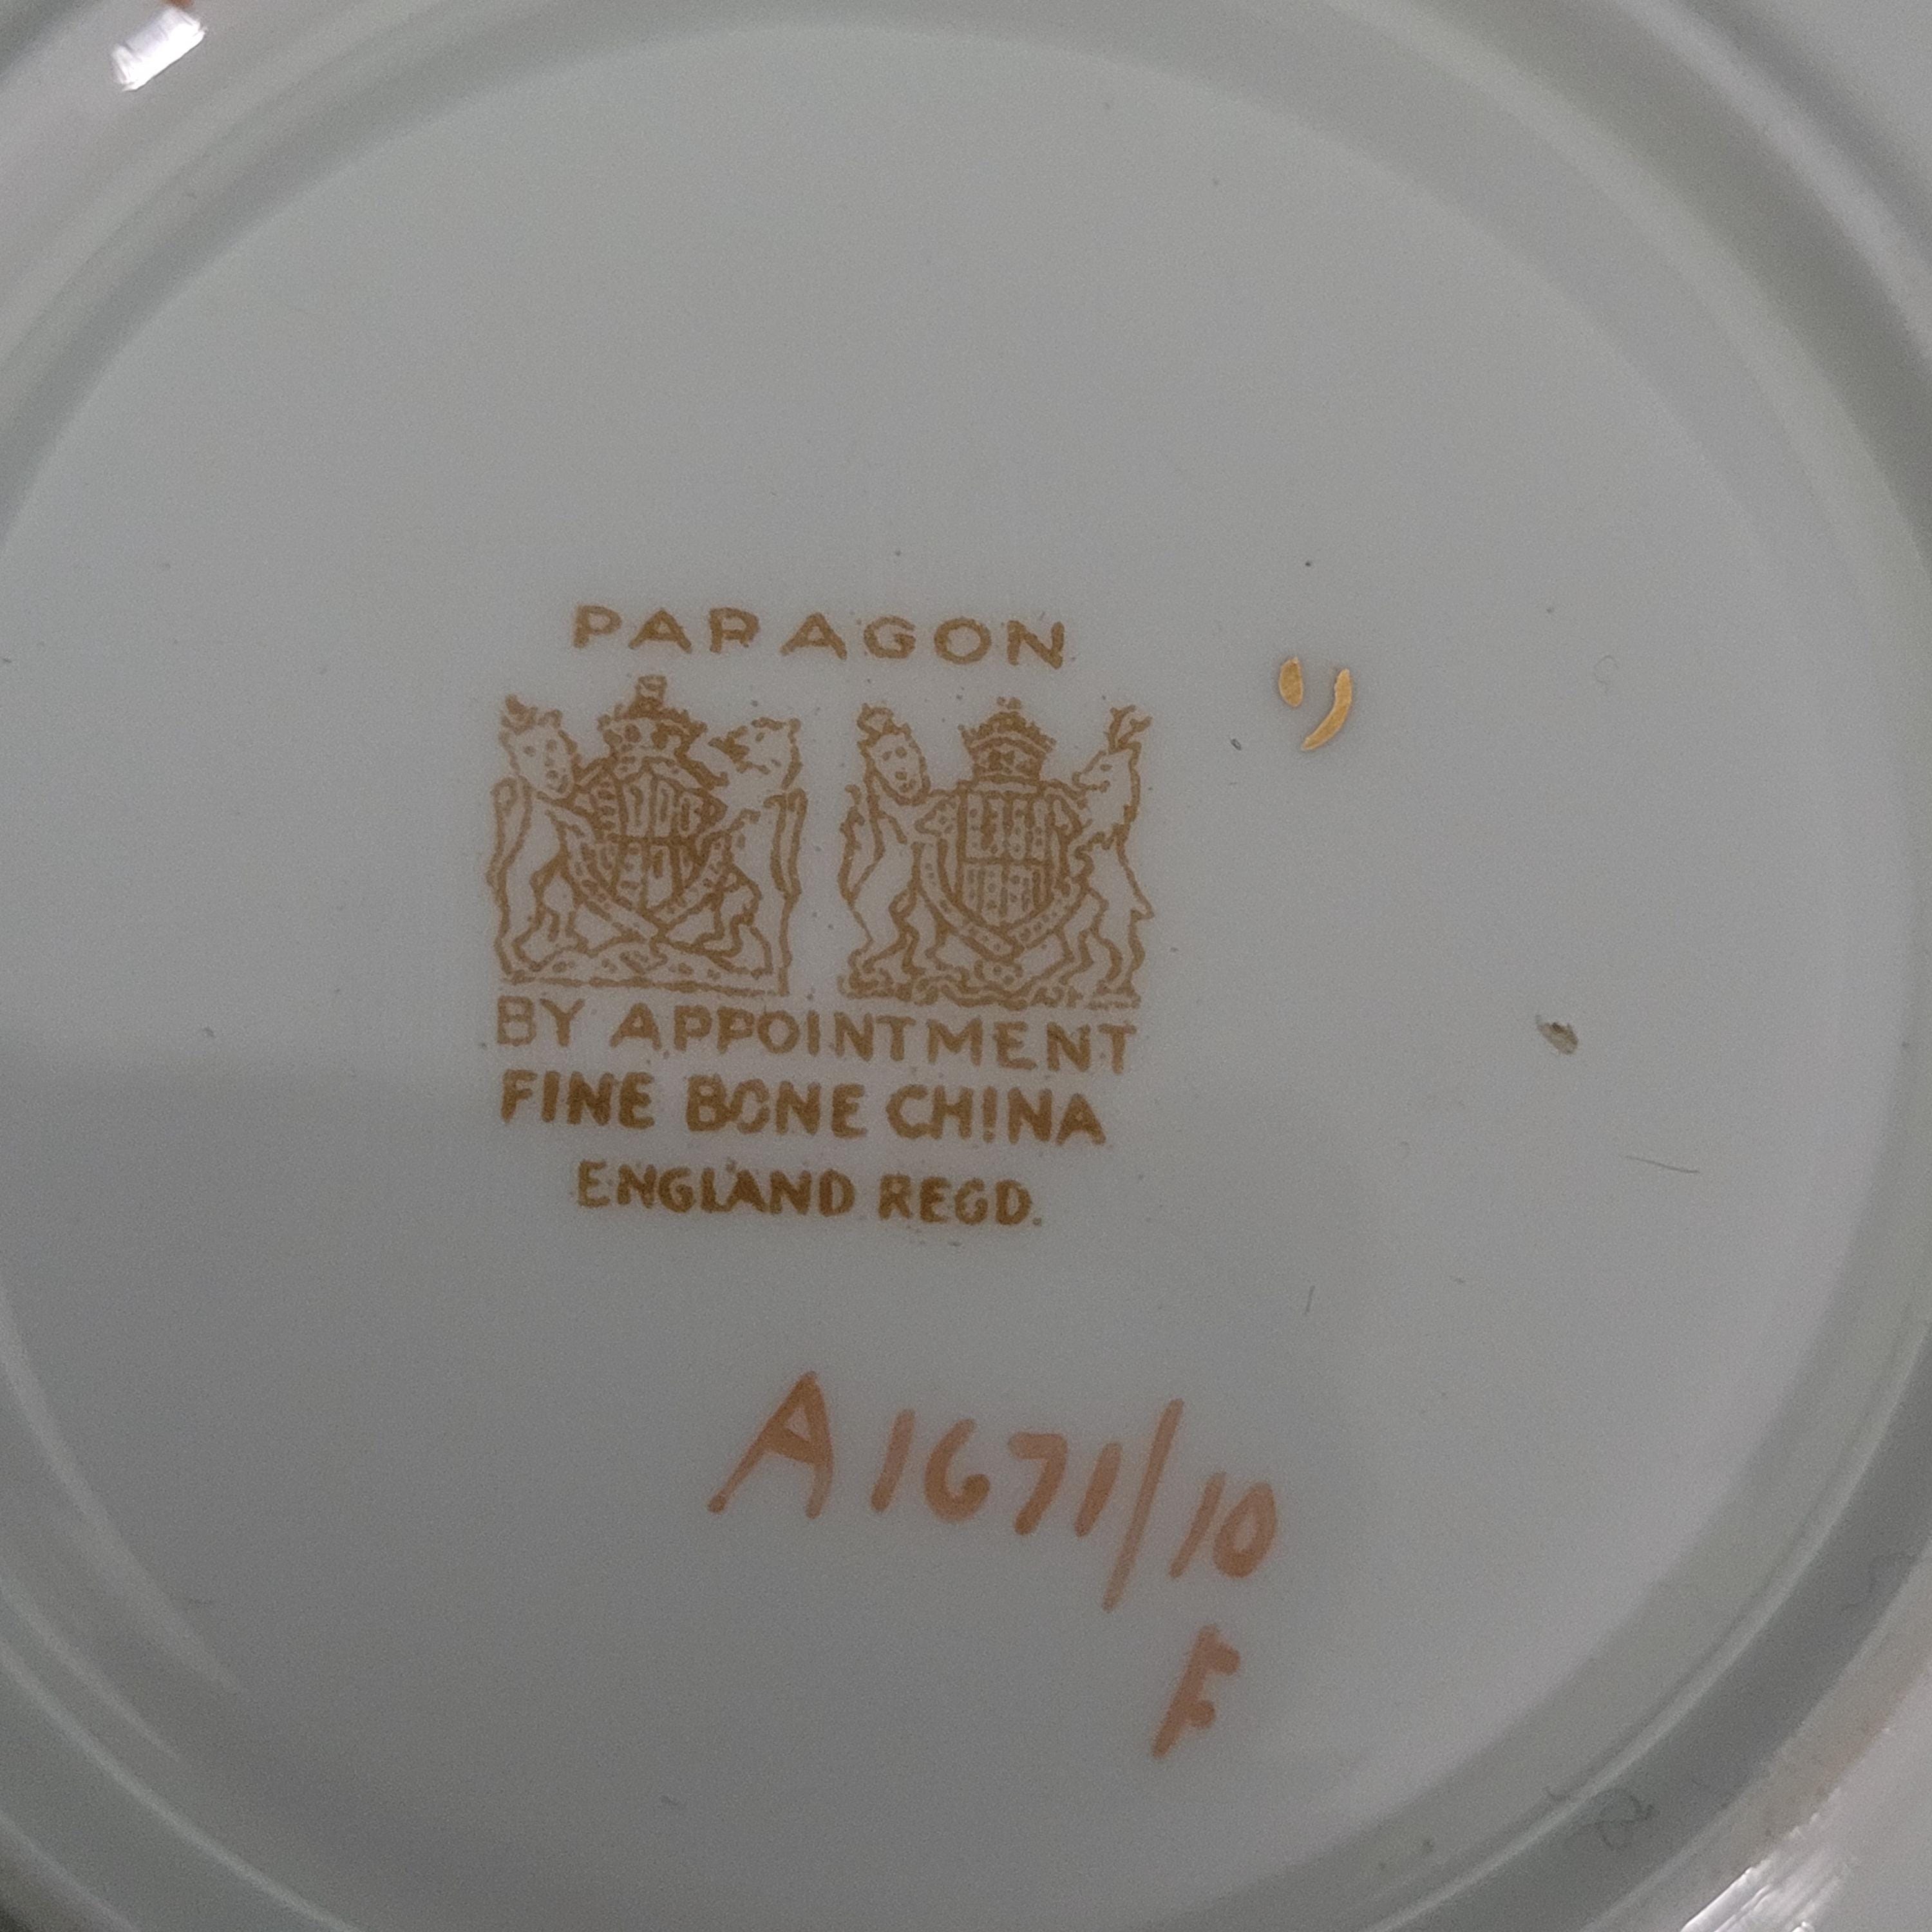 PARAGON
BY APPOINTMENT
FINE BONE CHINA
ENGLAND REGD.
A1671/10
F